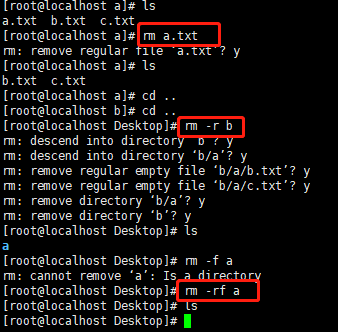 [root@localhost a]# ls
a.txt  b.txt  c.txt
[root@localhost a]# rm a.txt
rm: remove regular file ‘a.txt’? y
[root@localhost a]# ls
b.txt  c.txt
[root@localhost a]# cd ..
[root@localhost b]# cd ..
[root@localhost Desktop]# rm -r b
rm: descend into directory ‘b’? y
rm: descend into directory ‘b/a’? y
rm: remove regular empty file ‘b/a/b.txt’? y
rm: remove regular empty file ‘b/a/c.txt’? y
rm: remove directory ‘b/a’? y
rm: remove directory ‘b’? y
[root@localhost Desktop]# ls
a
[root@localhost Desktop]# rm -f a
rm: cannot remove ‘a’: Is a directory
[root@localhost Desktop]# rm -rf a
[root@localhost Desktop]# ls
[root@localhost Desktop]#